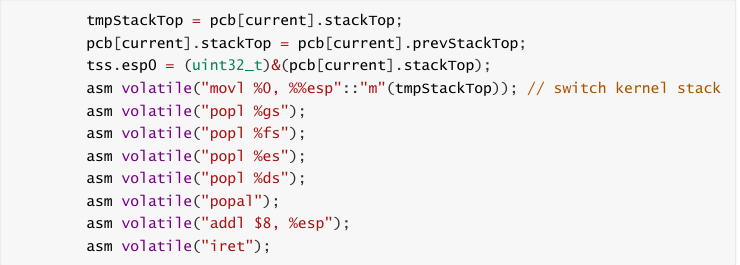 tmpStackTop = pcb[current].stackTop;
pcb[current].stackTop = pcb[current].prevStackTop;
tss.esp0 = (uint32_t)&(pcb[current].stackTop);
asm volatile("movl %0, %%esp"::"m"(tmpStackTop)); // switch kernel stack
asm volatile("popl %gs");
asm volatile("popl %fs");
asm volatile("popl %es");
asm volatile("popl %ds");
asm volatile("popal");
asm volatile("addl $8, %esp");
asm volatile("iret");